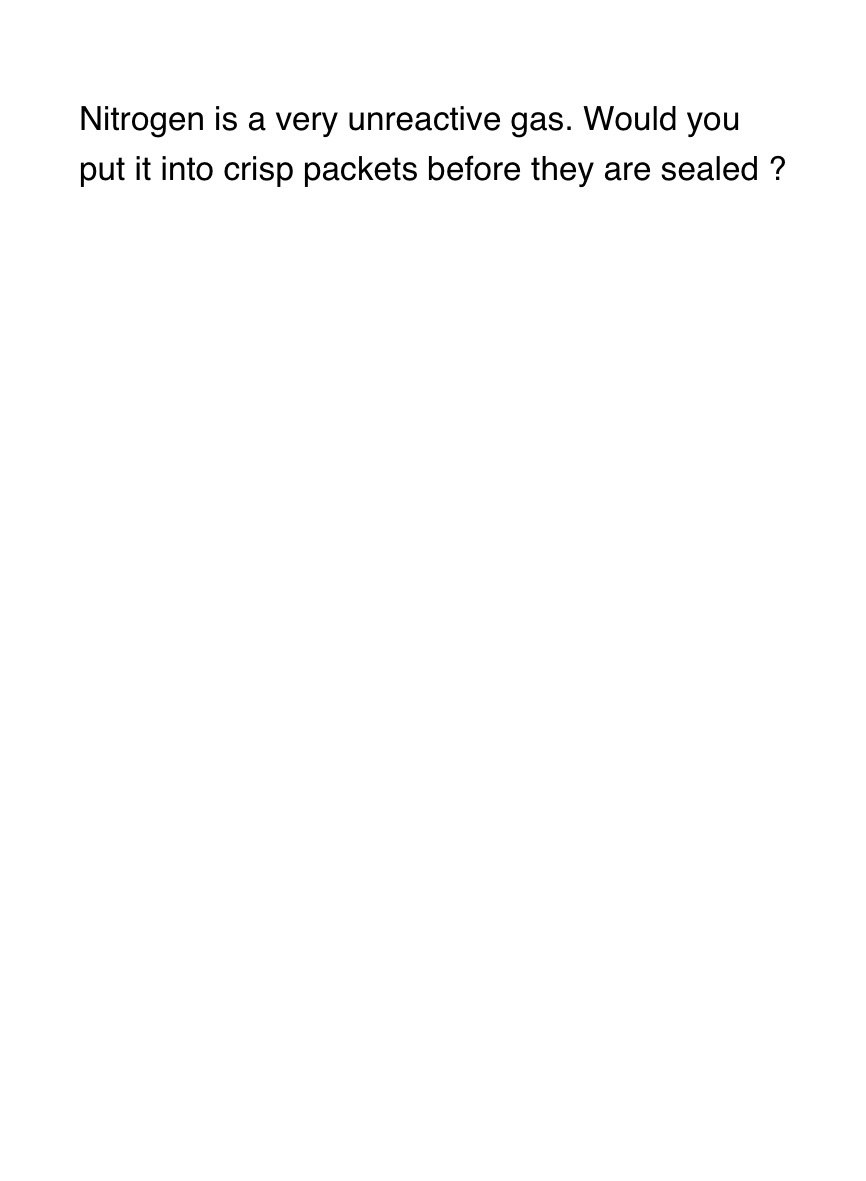 Nitrogen is a very unreactive gas. Would you
put it into crisp packets before they are sealed ?